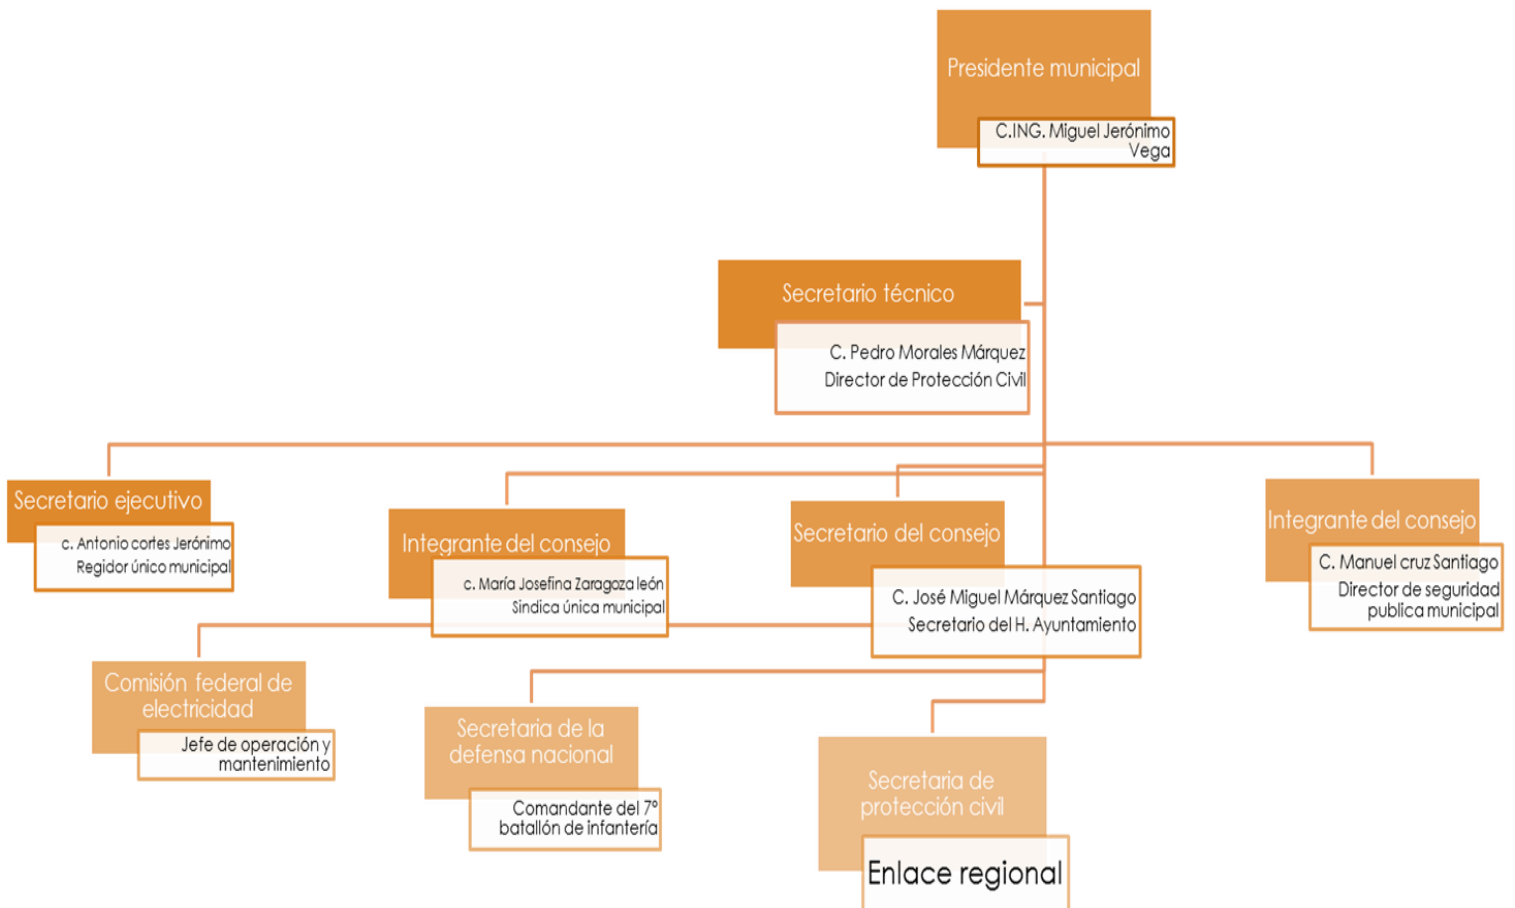 Presidente municipal
C.ING. Miguel Jerónimo
Vega
Secretario técnico
C. Pedro Morales Márquez
Director de Protección Civil
Secretario ejecutivo
c. Antonio cortes Jerónimo
Regidor único municipal
Integrante del consejo
c. María Josefina Zaragoza león
Sindica única municipal
Secretario del consejo
C. José Miguel Márquez Santiago
Secretario del H. Ayuntamiento
Integrante del consejo
C. Manuel cruz Santiago
Director de seguridad
publica municipal
Comisión federal de
electricidad
Jefe de operación y
mantenimiento
Secretaria de la
defensa nacional
Comandante del 7º
batallón de infantería
Secretaria de
protección civil
Enlace regional